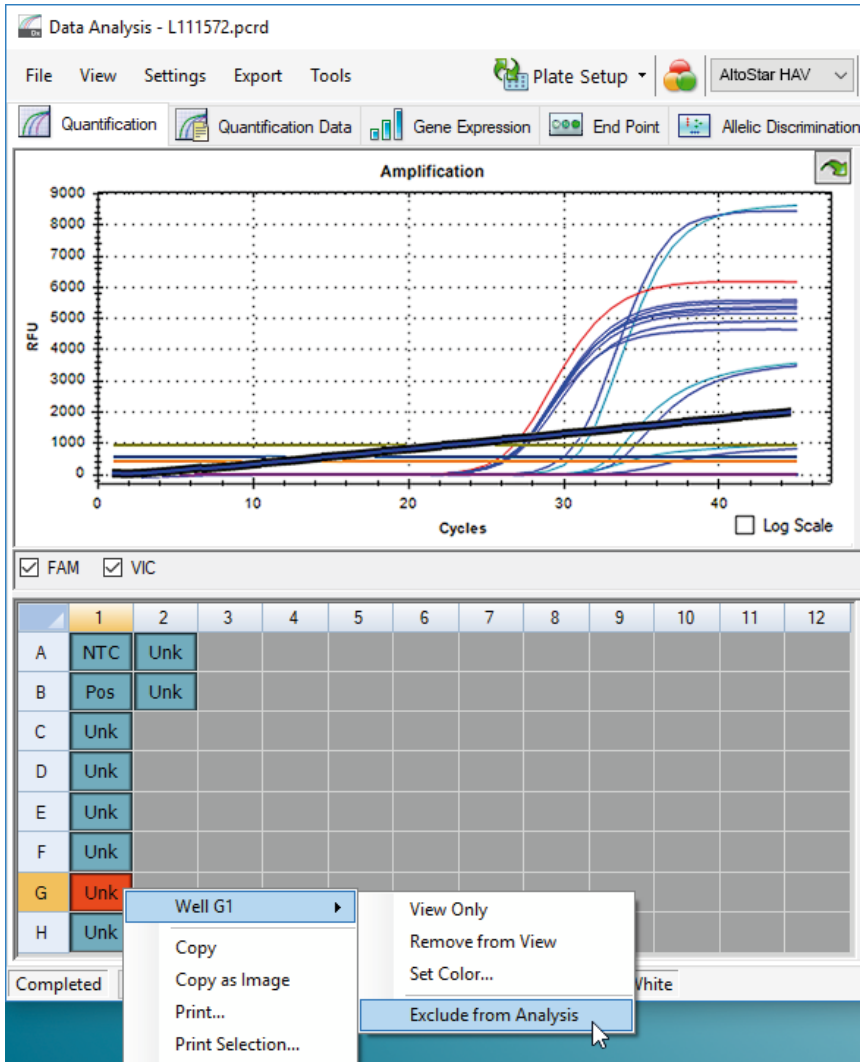 Data Analysis - L111572.pcrd
File View Settings Export Tools Plate Setup AltoStar HAV
Quantification Quantification Data Gene Expression End Point Allelic Discrimination
Amplification
9000
8000
7000
6000
5000
4000
3000
2000
1000
0
RFU
0 10 20 30 40
Cycles
Log Scale
FAM VIC
1 2 3 4 5 6 7 8 9 10 11 12
A NTC Unk
B Pos Unk
C Unk
D Unk
E Unk
F Unk
G Unk
H Unk
Well G1
Copy
Copy as Image
Print...
Print Selection...
View Only
Remove from View
Set Color...
Exclude from Analysis
Completed